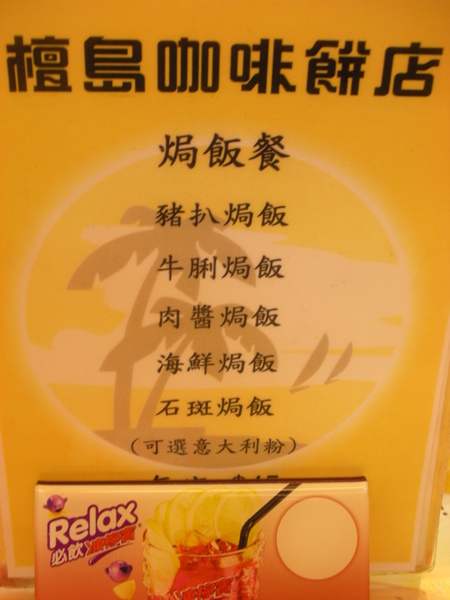 檀島咖啡餅店
焗飯餐
豬扒焗飯
牛脷焗飯
肉醬焗飯
海鮮焗飯
石斑焗飯
(可選意大利粉)
Relax
必飲